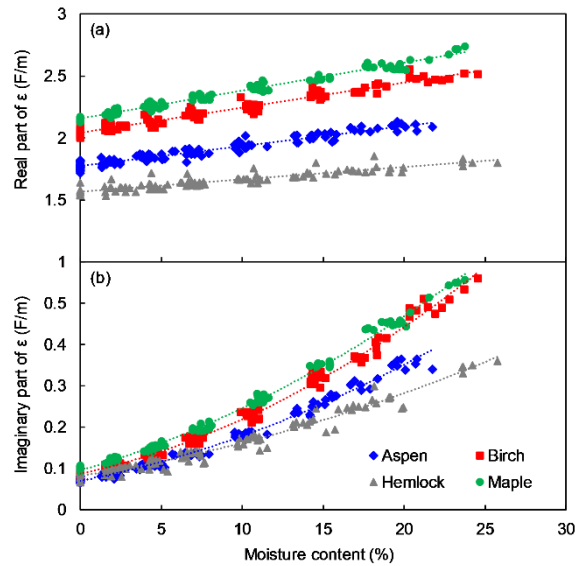 (a)
Real part of ε (F/m)
3
2.5
2
1.5
1
(b)
Imaginary part of ε (F/m)
0.5
0.4
0.3
0.2
0.1
0
Aspen
Birch
Hemlock
Maple
0 5 10 15 20 25 30
Moisture content (%)